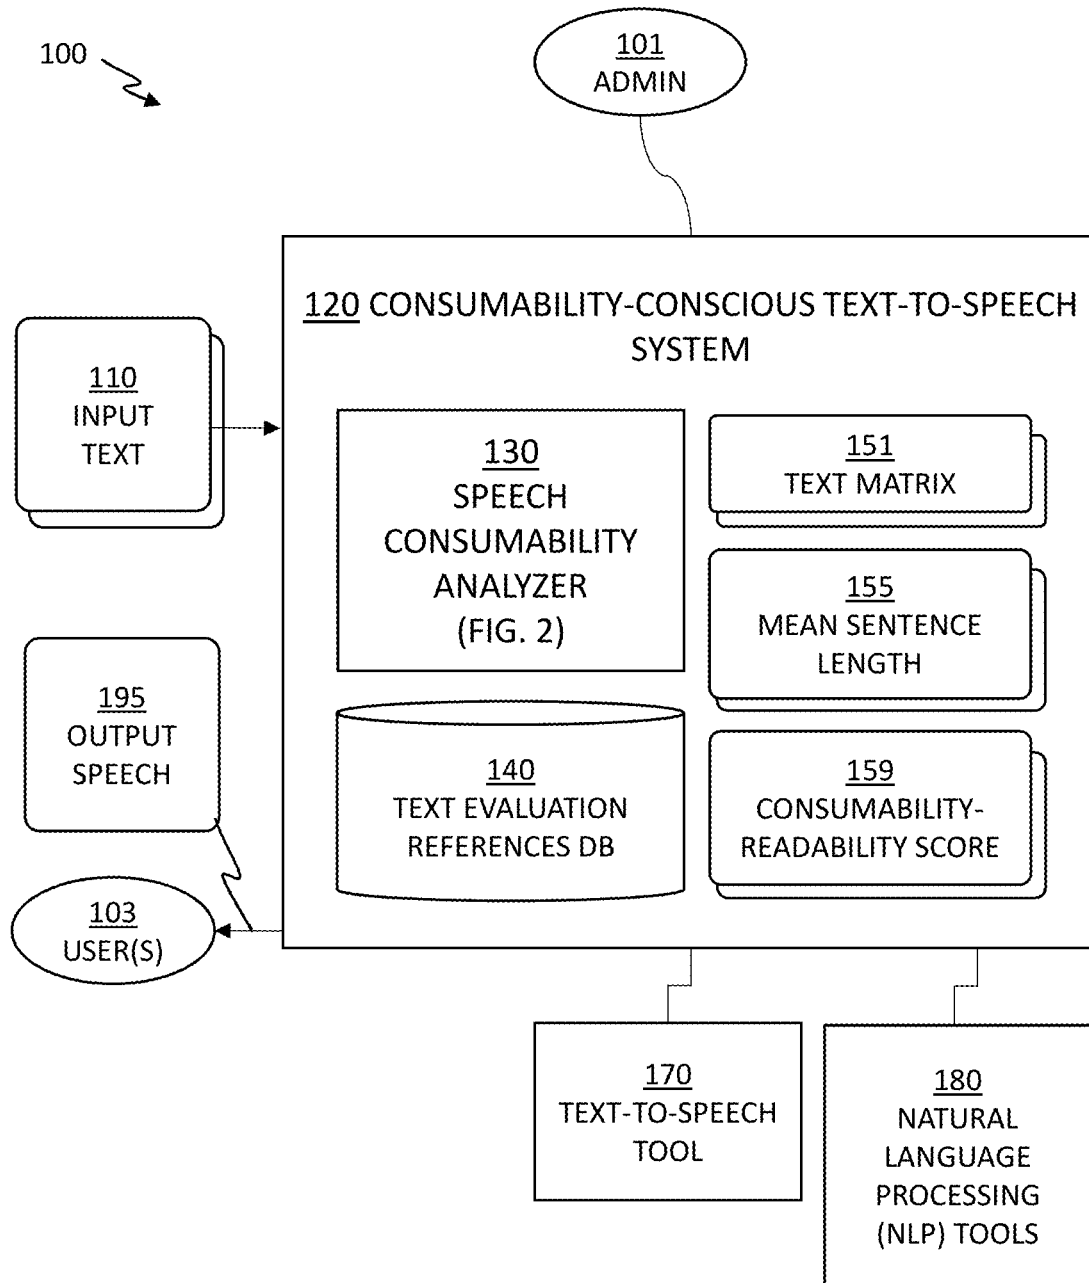 100
101
ADMIN
120 CONSUMABILITY-CONSCIOUS TEXT-TO-SPEECH
SYSTEM
110
INPUT
TEXT
130
SPEECH
CONSUMABILITY
ANALYZER
(FIG. 2)
151
TEXT MATRIX
155
MEAN SENTENCE
LENGTH
195
OUTPUT
SPEECH
140
TEXT EVALUATION
REFERENCES DB
159
CONSUMABILITY-
READABILITY SCORE
103
USER(S)
170
TEXT-TO-SPEECH
TOOL
180
NATURAL
LANGUAGE
PROCESSING
(NLP) TOOLS